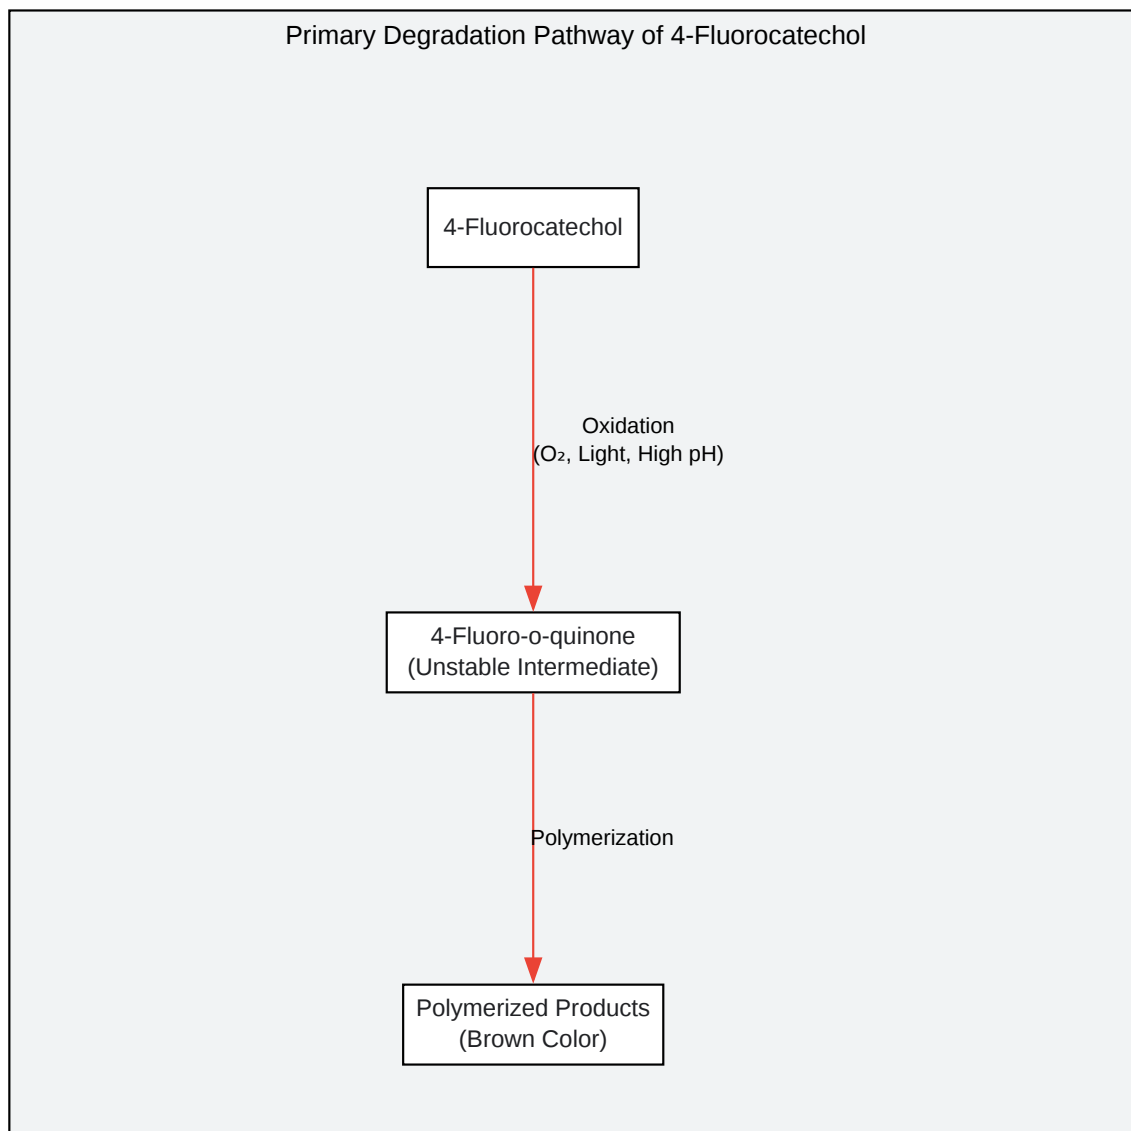 Primary Degradation Pathway of 4-Fluorocatechol
4-Fluorocatechol
Oxidation
(O₂, Light, High pH)
4-Fluoro-o-quinone
(Unstable Intermediate)
Polymerization
Polymerized Products
(Brown Color)